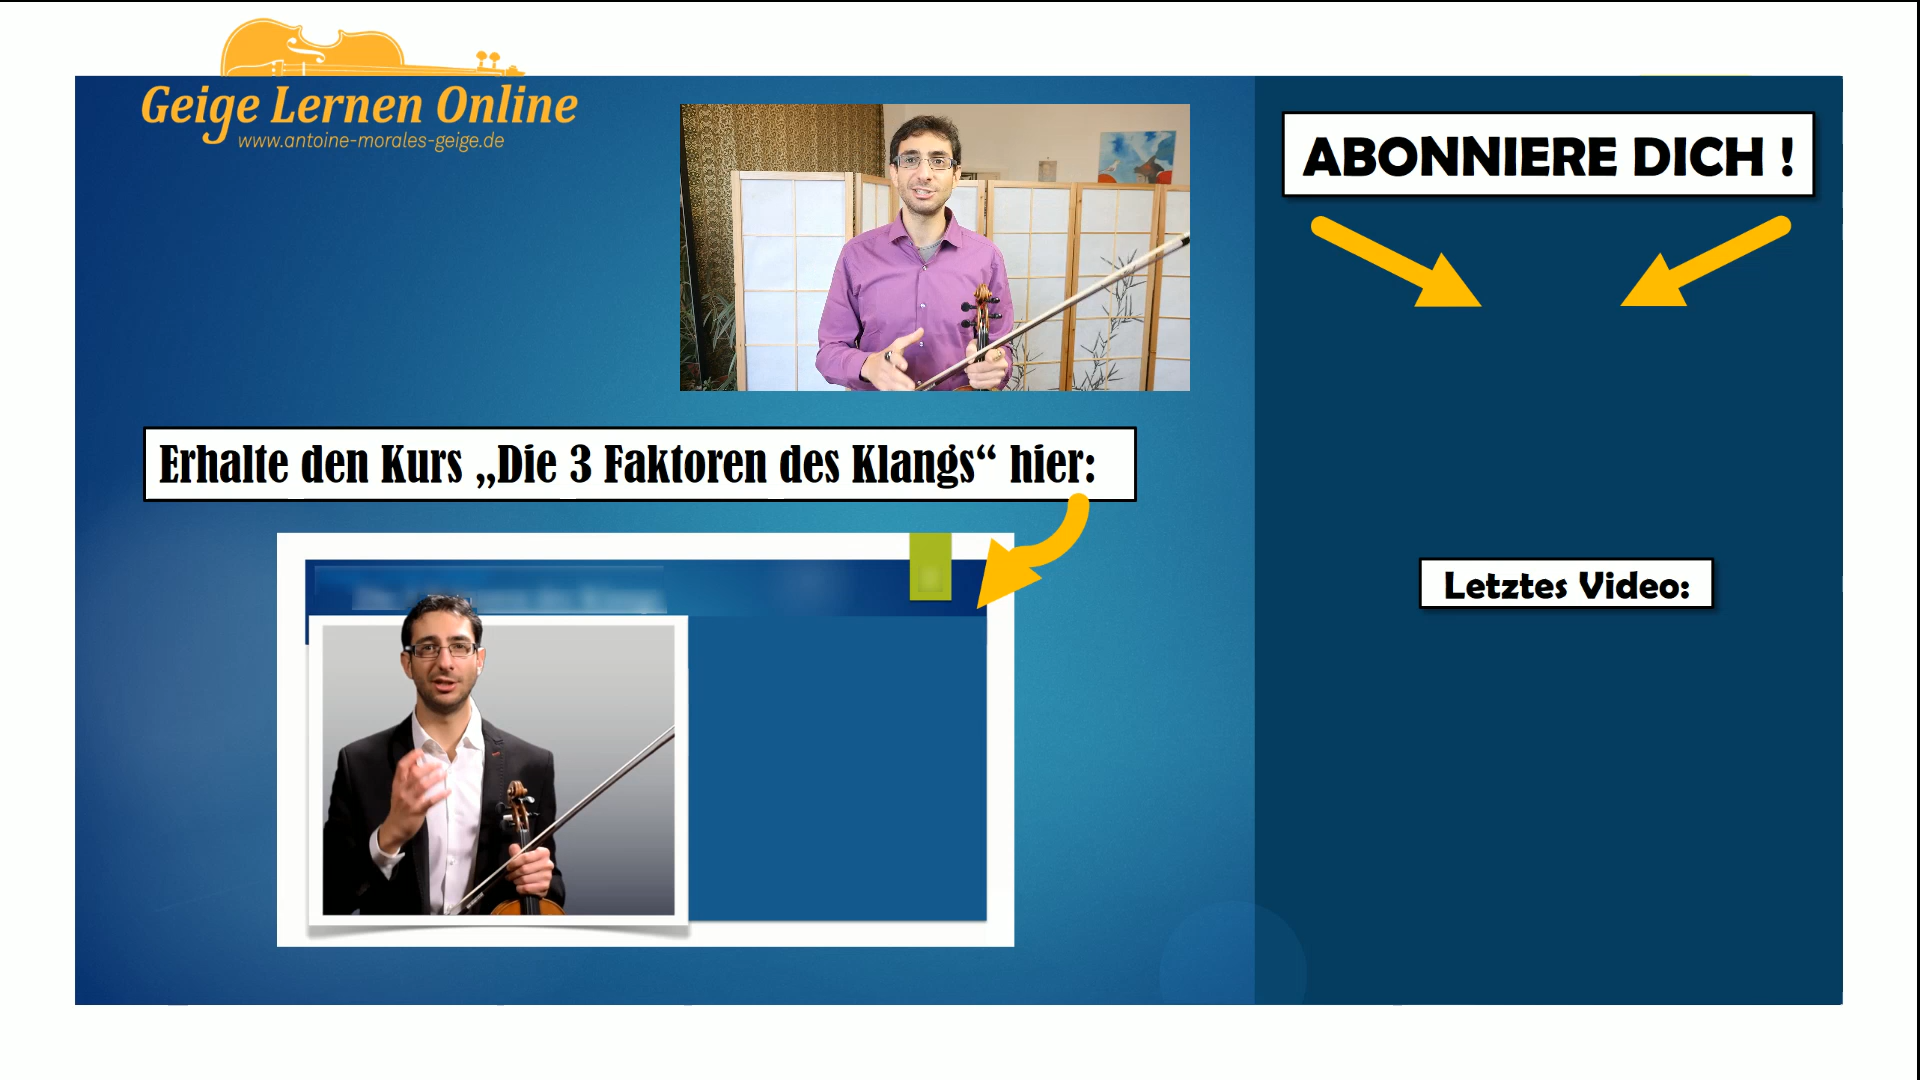 Geige Lernen Online
www.antoine-morales-geige.de
ABONNIERE DICH !
Erhalte den Kurs „Die 3 Faktoren des Klangs“ hier:
Letztes Video: